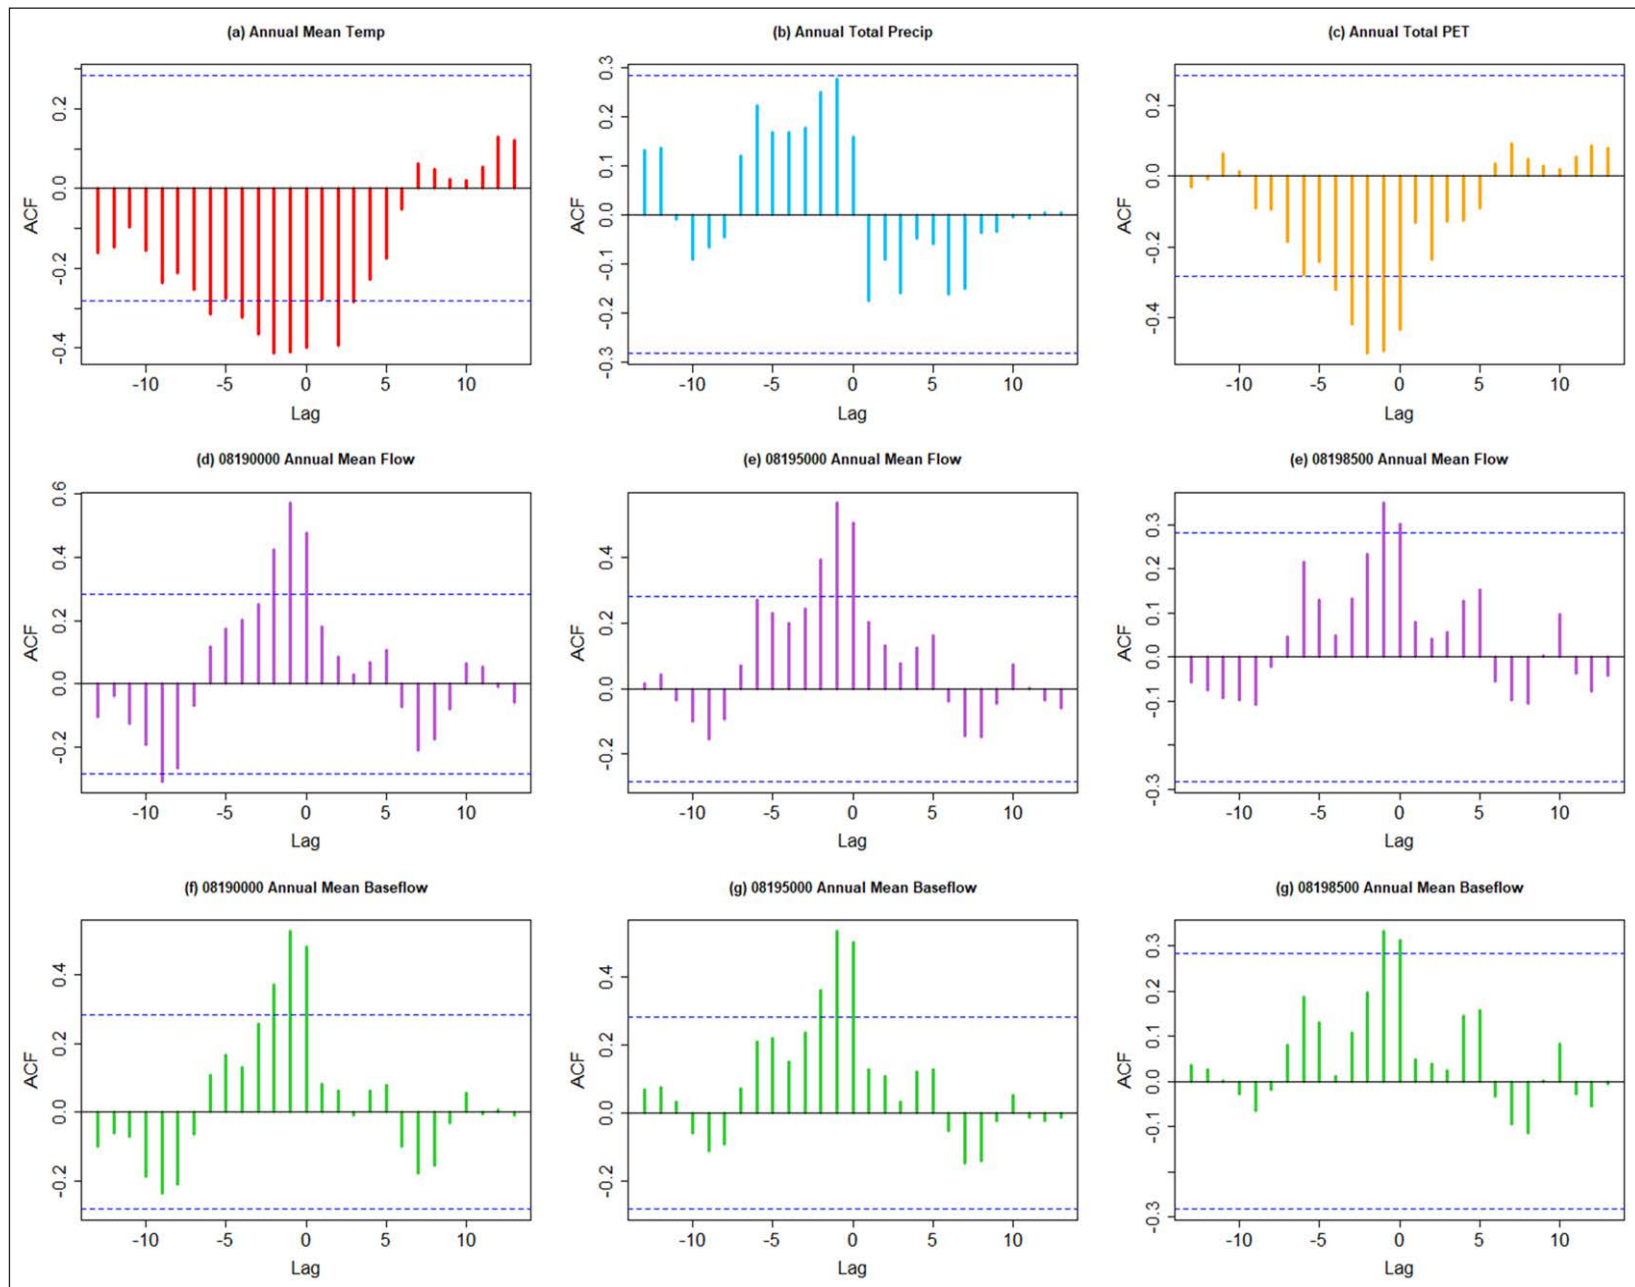 (a) Annual Mean Temp
ACF
0.2
0.0
-0.2
-0.4
-10 -5 0 5 10
Lag
(b) Annual Total Precip
ACF
0.3
0.2
0.1
0.0
-0.1
-0.2
-0.3
-10 -5 0 5 10
Lag
(c) Annual Total PET
ACF
0.2
0.0
-0.2
-0.4
-10 -5 0 5 10
Lag
(d) 08190000 Annual Mean Flow
ACF
0.6
0.4
0.2
0.0
-0.2
-10 -5 0 5 10
Lag
(e) 08195000 Annual Mean Flow
ACF
0.4
0.2
0.0
-0.2
-10 -5 0 5 10
Lag
(e) 08198500 Annual Mean Flow
ACF
0.3
0.2
0.1
0.0
-0.1
-0.3
-10 -5 0 5 10
Lag
(f) 08190000 Annual Mean Baseflow
ACF
0.4
0.2
0.0
-0.2
-10 -5 0 5 10
Lag
(g) 08195000 Annual Mean Baseflow
ACF
0.4
0.2
0.0
-0.2
-10 -5 0 5 10
Lag
(g) 08198500 Annual Mean Baseflow
ACF
0.3
0.2
0.1
0.0
-0.1
-0.3
-10 -5 0 5 10
Lag